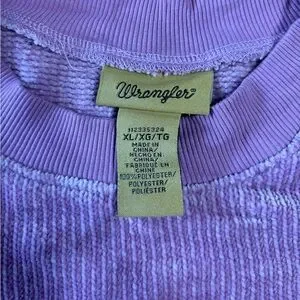 Wrangler
112335324
XL/XG/TG
MADE IN
CHINA/
HECHO EN
CHINA/
FABRIQUÉ EN
CHINE
100% POLYESTER/
POLYESTER/
POLIÉSTER